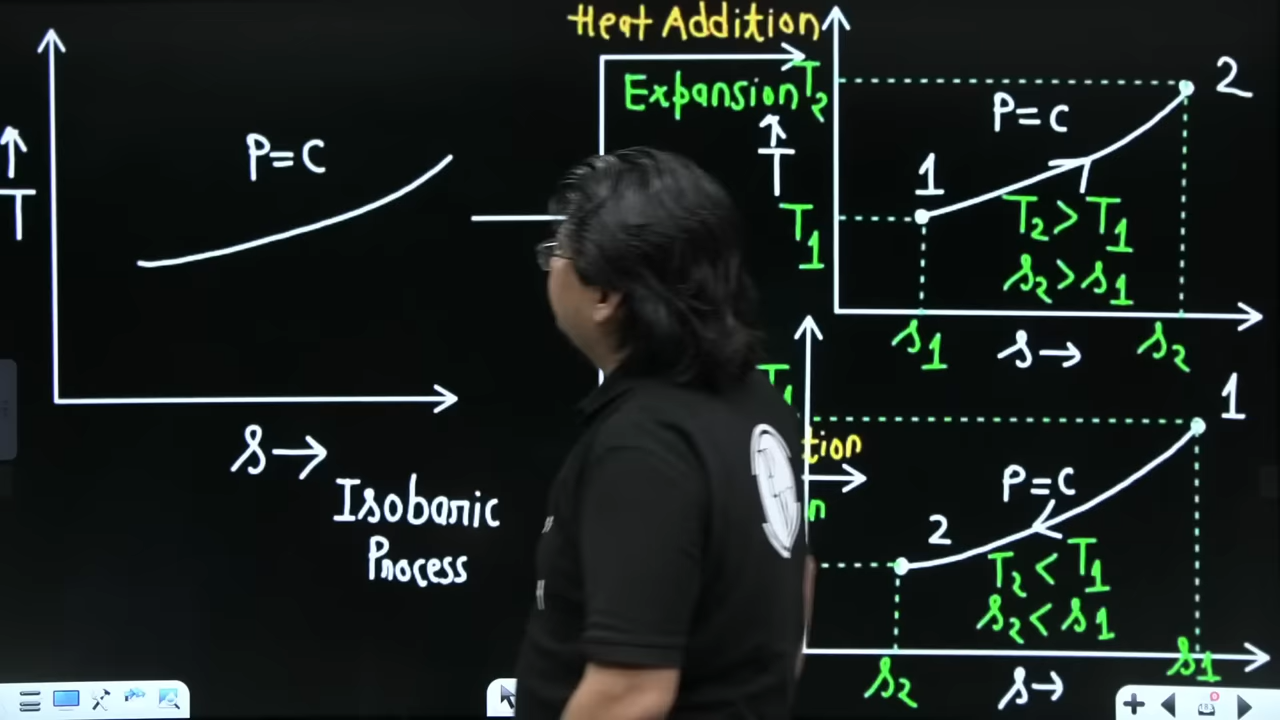 Heat Addition
Expansion
T
P=C
s→
Isobaric
Process
T2
T
T1
1
2
P=C
T2>T1
s2>s1
s1
s→
s2
T1
tion
n
1
2
P=C
T2<T1
s2<s1
s2
s→
s1